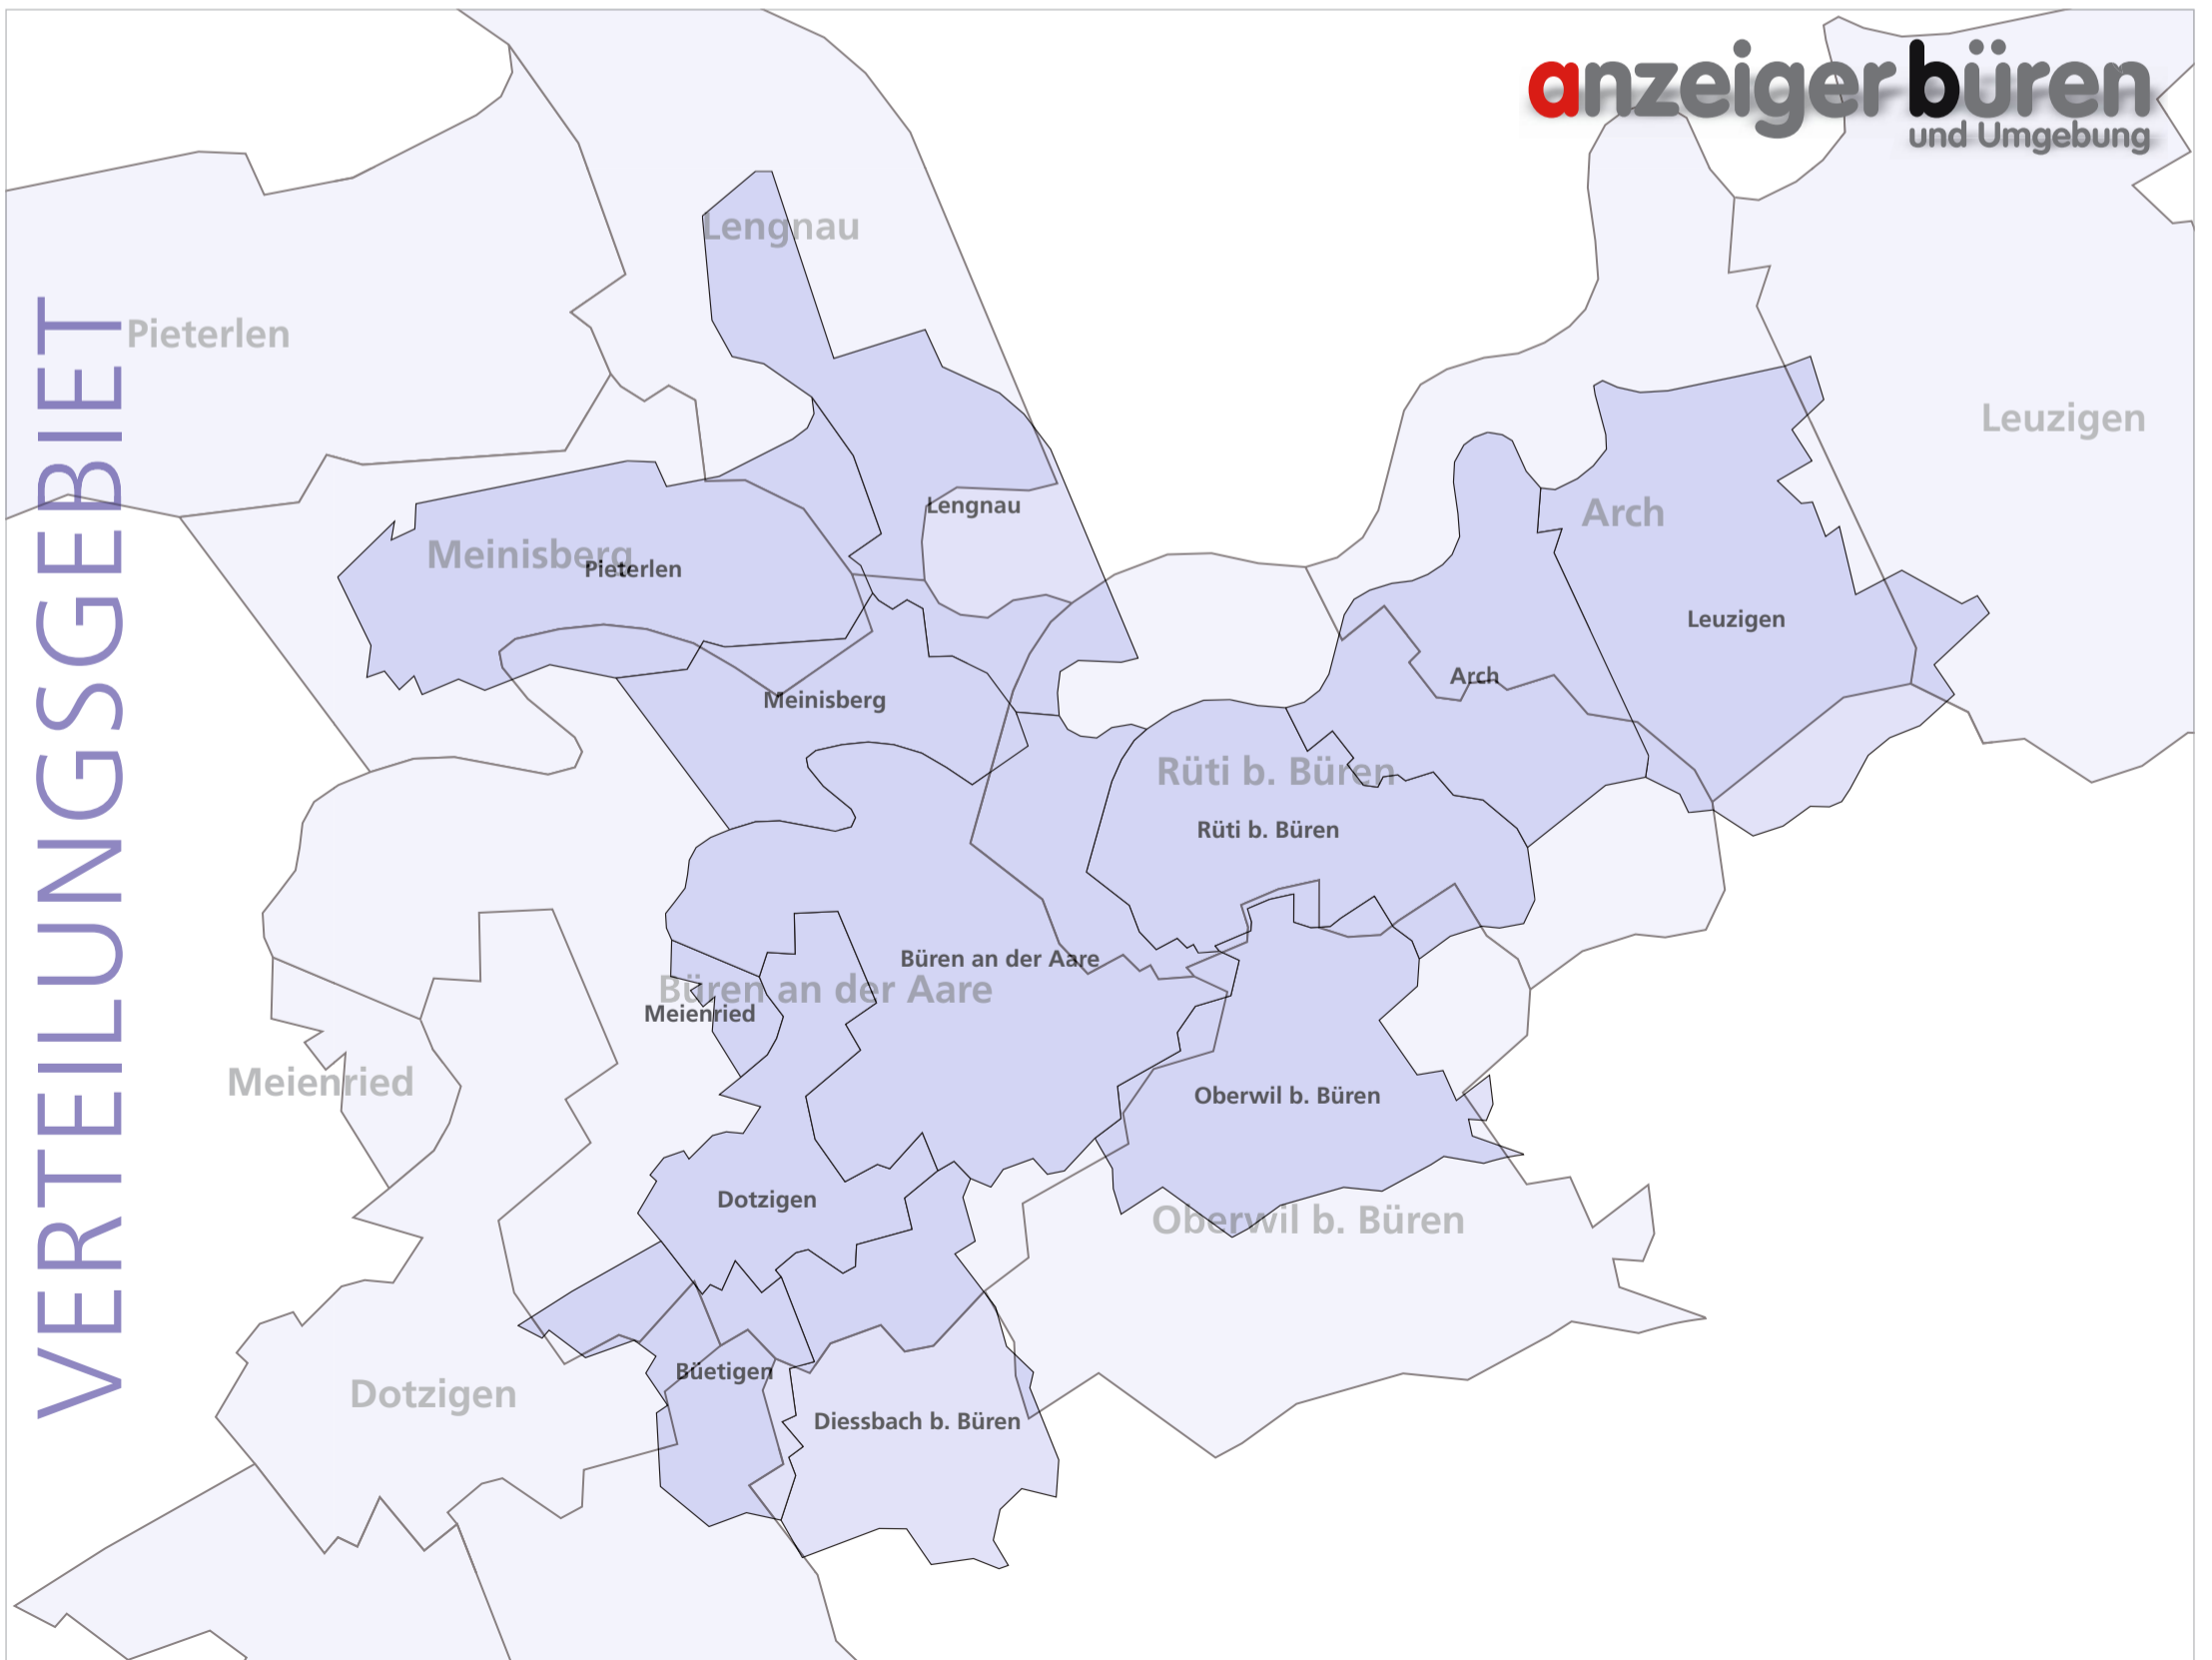 anzeiger büren
und Umgebung
VERTEILUNGSGEBIET
Lengnau
Pieterlen
Leuzigen
Lengnau
Arch
Meinisberg
Pieterlen
Leuzigen
Arch
Meinisberg
Rüti b. Büren
Rüti b. Büren
Büren an der Aare
Büren an der Aare
Meienried
Meienried
Oberwil b. Büren
Dotzigen
Oberwil b. Büren
Büetigen
Dotzigen
Diessbach b. Büren